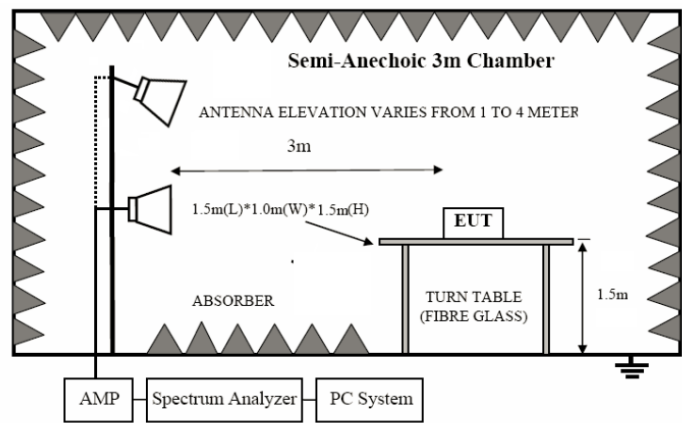 Semi-Anechoic 3m Chamber
ANTENNA ELEVATION VARIES FROM 1 TO 4 METER
3m
1.5m(L)*1.0m(W)*1.5m(H)
EUT
ABSORBER
TURN TABLE
(FIBRE GLASS)
1.5m
AMP
Spectrum Analyzer
PC System